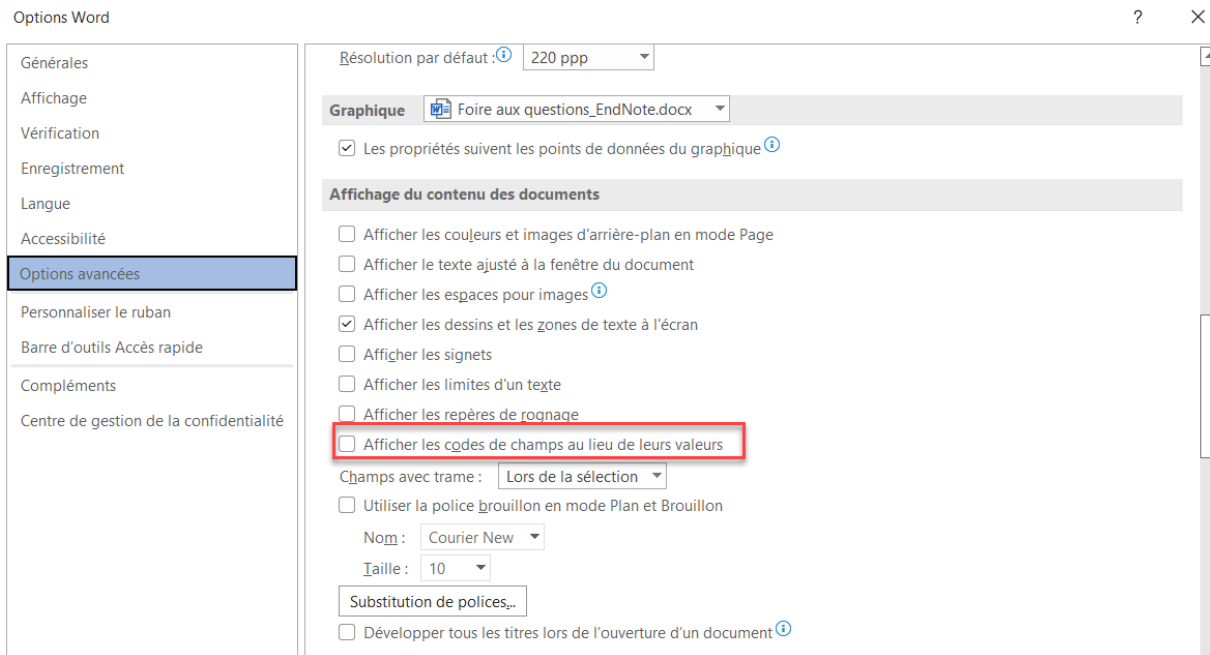 Options Word
?
Générales
Affichage
Vérification
Enregistrement
Langue
Accessibilité
Options avancées
Personnaliser le ruban
Barre d'outils Accès rapide
Compléments
Centre de gestion de la confidentialité
Résolution par défaut : 220 ppp
Graphique Foire aux questions_EndNote.docx
Les propriétés suivent les points de données du graphique
Affichage du contenu des documents
Afficher les couleurs et images d'arrière-plan en mode Page
Afficher le texte ajusté à la fenêtre du document
Afficher les espaces pour images
Afficher les dessins et les zones de texte à l'écran
Afficher les signets
Afficher les limites d'un texte
Afficher les repères de rognage
Afficher les codes de champs au lieu de leurs valeurs
Champs avec trame : Lors de la sélection
Utiliser la police brouillon en mode Plan et Brouillon
Nom : Courier New
Taille : 10
Substitution de polices...
Développer tous les titres lors de l'ouverture d'un document